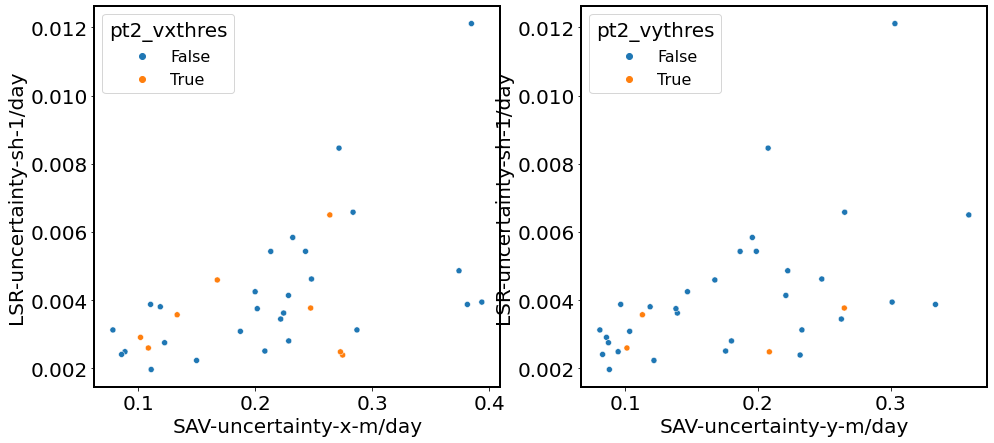 pt2_vxthres
False
True
0.012
0.010
0.008
0.006
0.004
0.002
LSR-uncertainty-sh-1/day
0.1 0.2 0.3 0.4
SAV-uncertainty-x-m/day
pt2_vythres
False
True
0.012
0.010
0.008
0.006
0.004
0.002
LSR-uncertainty-sh-1/day
0.1 0.2 0.3
SAV-uncertainty-y-m/day